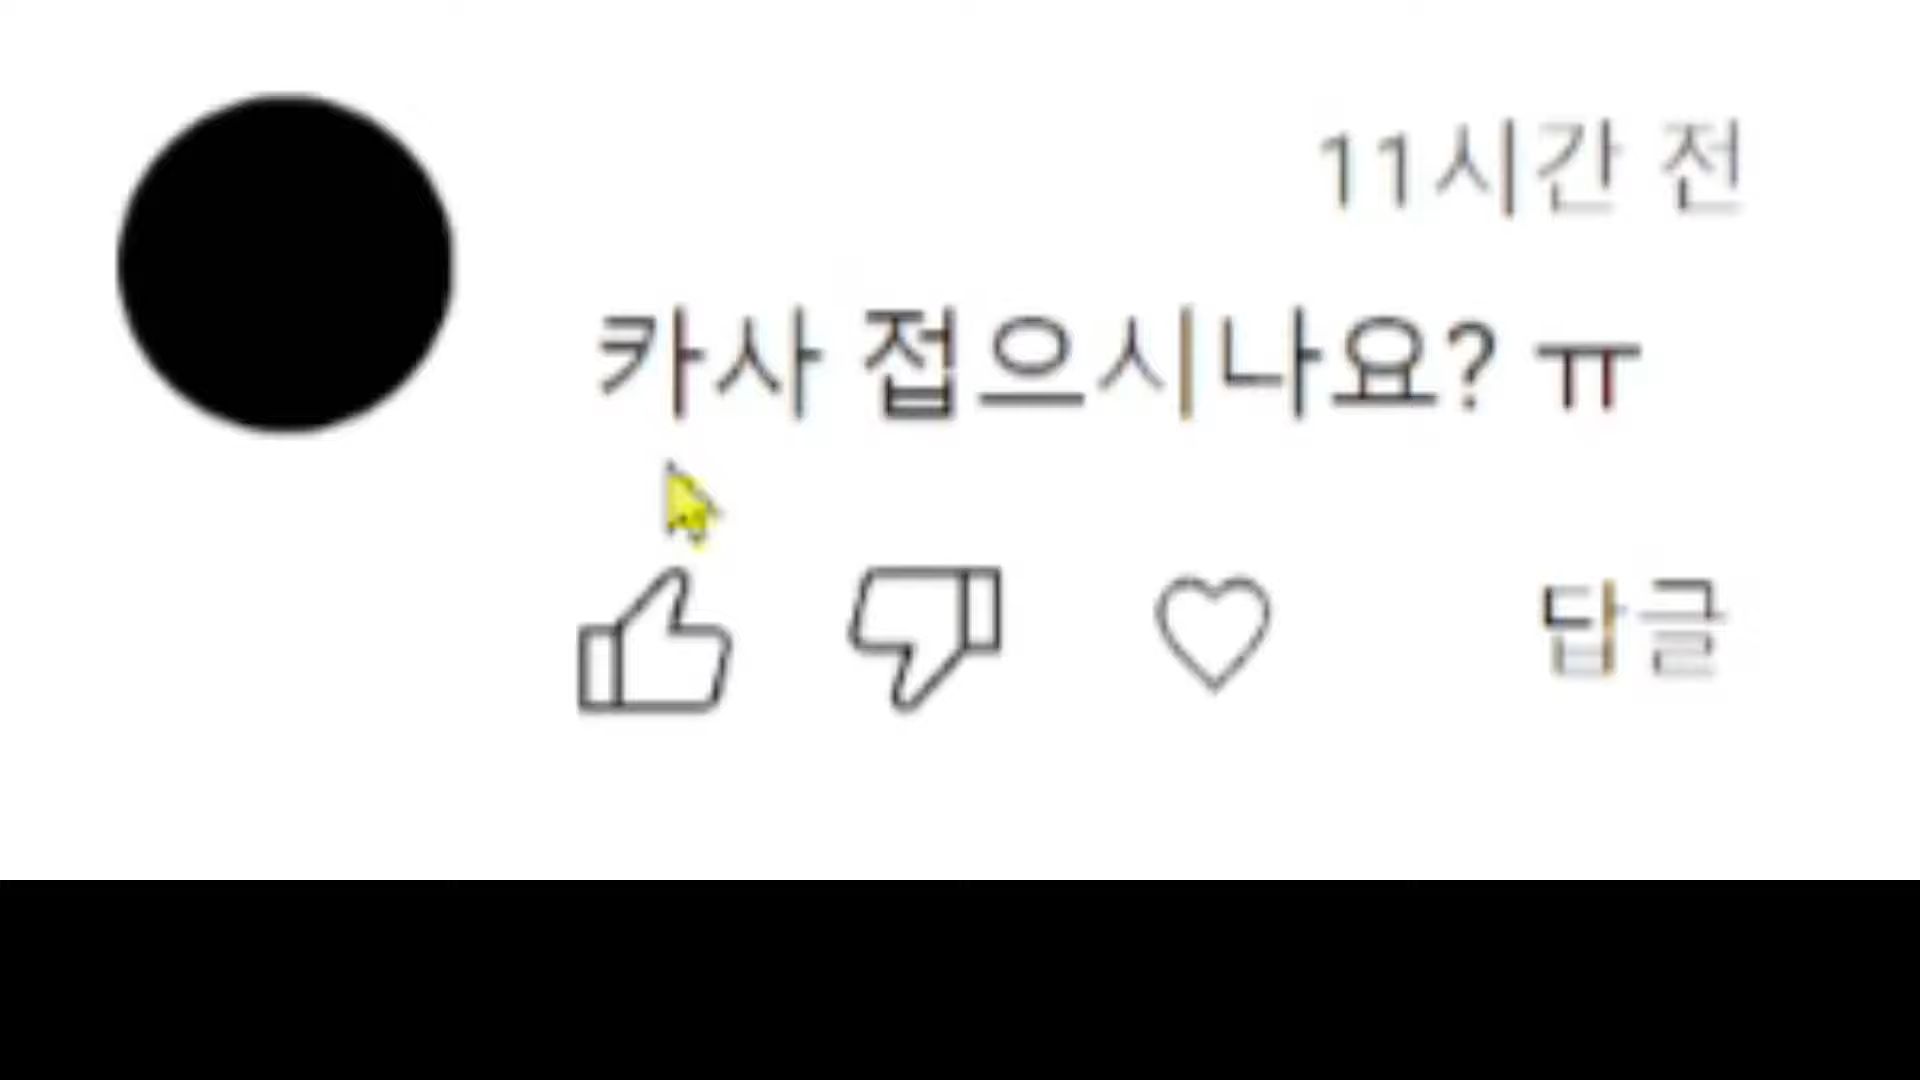 11시간 전
카사 접으시나요? ㅠ
답글